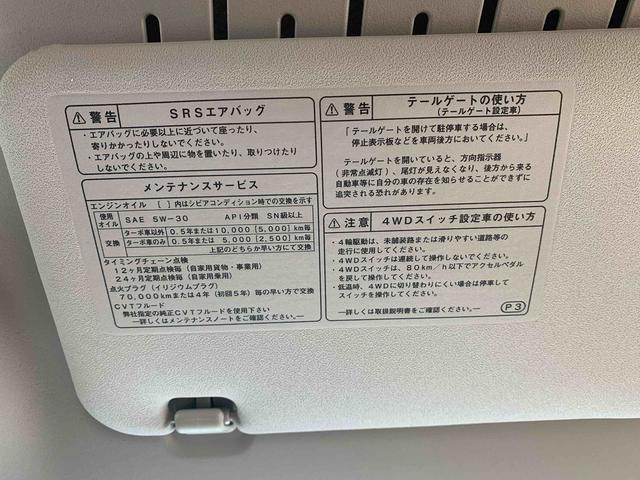 警告 SRSエアバッグ
・エアバッグに必要以上に近づいて座ったり、
寄りかかったりしないでください。
・エアバッグの上や周辺に物を置いたり、取りつけたり
しないでください。
メンテナンスサービス
エンジンオイル [ ]内はシビアコンディション時での交換を示す
使用オイル SAE 5W-30 API分類 SN級以上
交換 ターボ車以外 0.5年または10,000 [5,000] km毎
ターボ車のみ 0.5年または 5,000 [2,500] km毎
上記のどちらか早い方にて交換
タイミングチェーン点検
12ヶ月定期点検毎(自家用貨物・事業用)
24ヶ月定期点検毎(自家用乗用)
点火プラグ(イリジウムプラグ)
70,000kmまたは4年(初回5年)毎の早い方で交換
CVTフルード
弊社指定の純正CVTフルードを使用下さい
―詳しくはメンテナンスノートをご確認ください。―
警告 テールゲートの使い方
(テールゲート設定車)
「テールゲートを開けて駐停車する場合は、
停止表示板などを車両後方においてください。」
テールゲートを開いていると、方向指示器
(非常点滅灯)、尾灯が見えなくなり、後方から来る
自動車等に自分の車の存在を知らせることができずに
追突される恐れがあります。
注意 4WDスイッチ設定車の使い方
・4輪駆動は、未舗装路または滑りやすい道路等の
走行に使用してください。
・4WDスイッチは連続して操作しないでください。
・4WDスイッチは、80km/h以下でアクセルペダル
を戻して操作してください。
・低温時、4WDに切り替わりにくい場合は停車して
スイッチを操作してください。
―詳しくは取扱説明書をご確認ください。―
P3